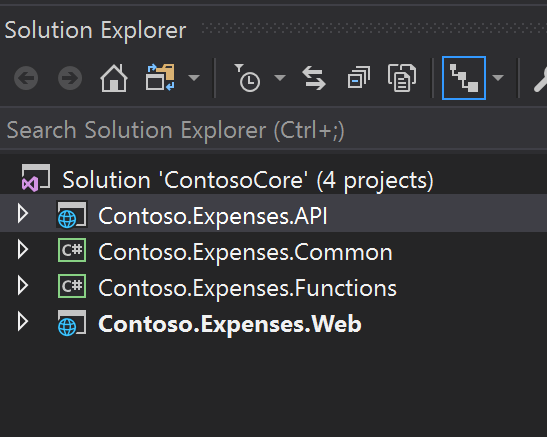 Solution Explorer
Search Solution Explorer (Ctrl+;)
Solution 'ContosoCore' (4 projects)
Contoso.Expenses.API
C# Contoso.Expenses.Common
C# Contoso.Expenses.Functions
Contoso.Expenses.Web